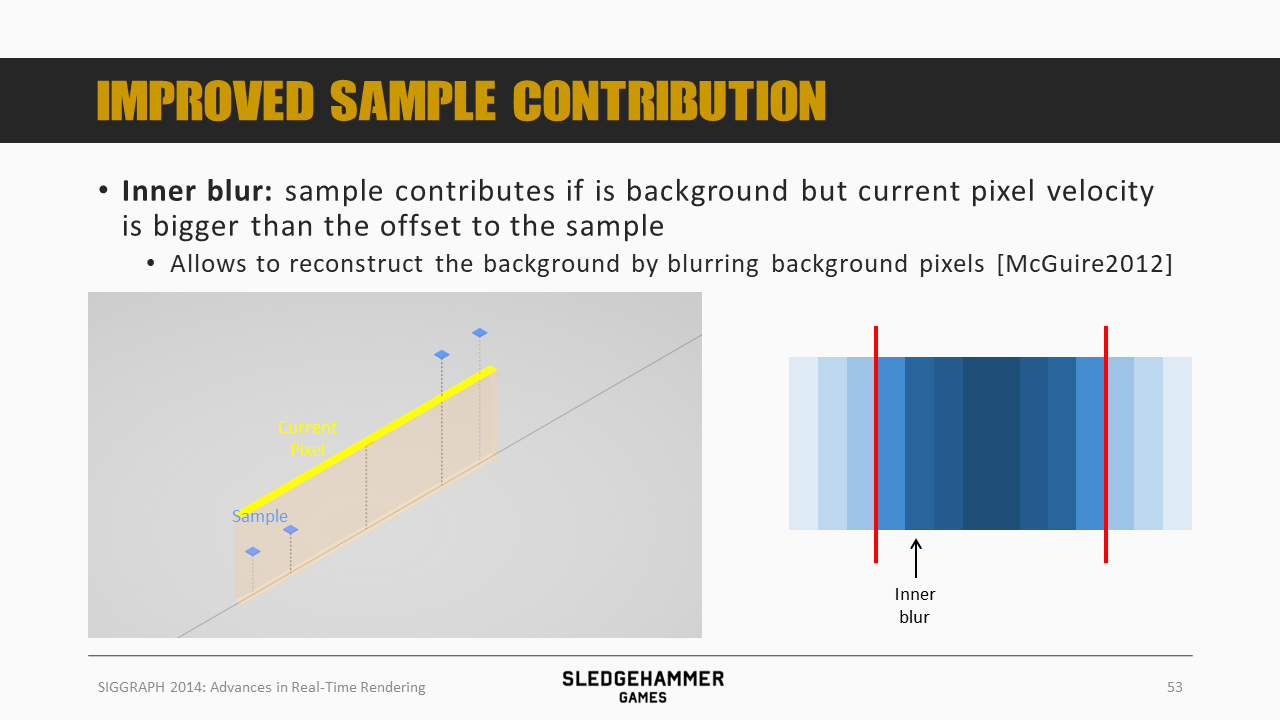 IMPROVED SAMPLE CONTRIBUTION
• Inner blur: sample contributes if is background but current pixel velocity
is bigger than the offset to the sample
• Allows to reconstruct the background by blurring background pixels [McGuire2012]
Current
Pixel
Sample
Inner
blur
SIGGRAPH 2014: Advances in Real-Time Rendering
SLEDGEHAMMER
GAMES
53